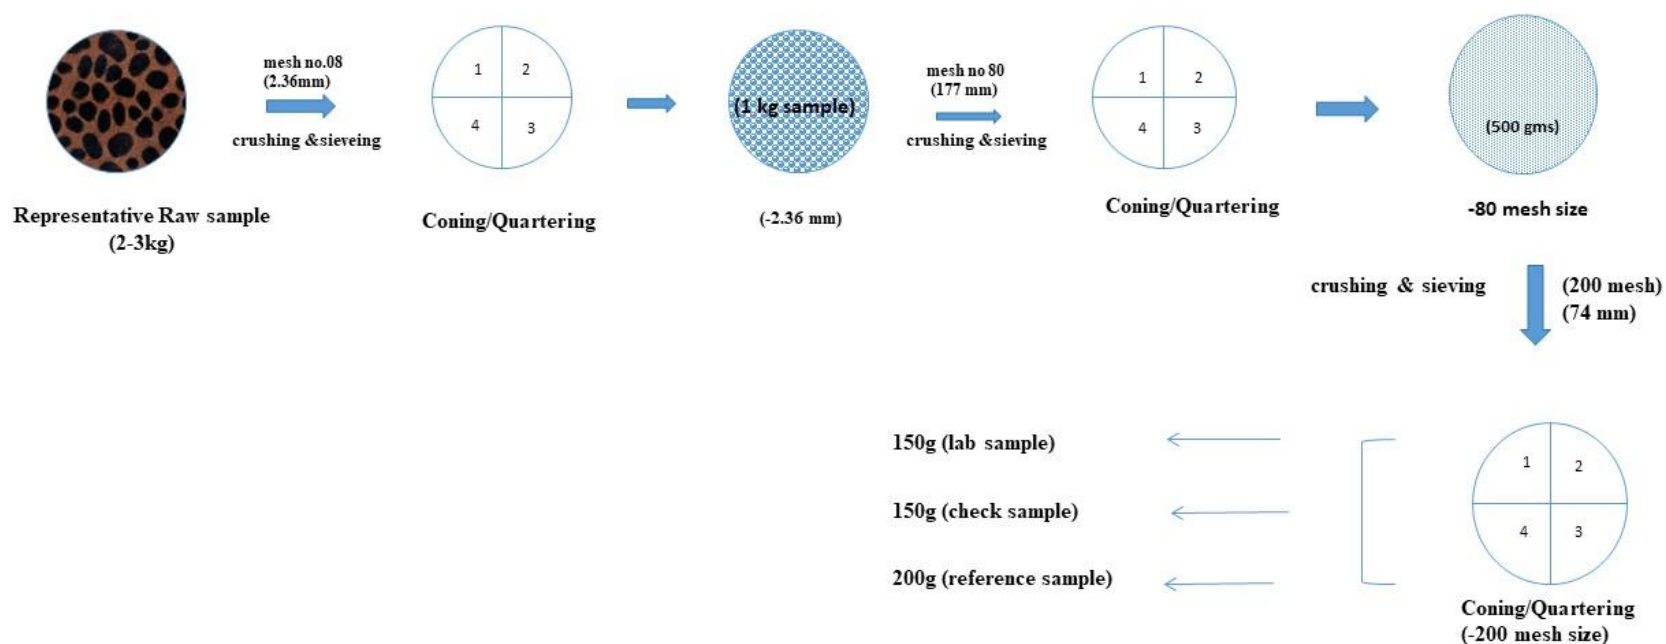 mesh no.08
(2.36mm)
crushing &sieveing
Representative Raw sample
(2-3kg)
1
2
4
3
Coning/Quartering
(1 kg sample)
(-2.36 mm)
mesh no 80
(177 mm)
crushing &sieving
1
2
4
3
Coning/Quartering
(500 gms)
-80 mesh size
crushing & sieving
(200 mesh)
(74 mm)
1
2
4
3
Coning/Quartering
(-200 mesh size)
150g (lab sample)
150g (check sample)
200g (reference sample)